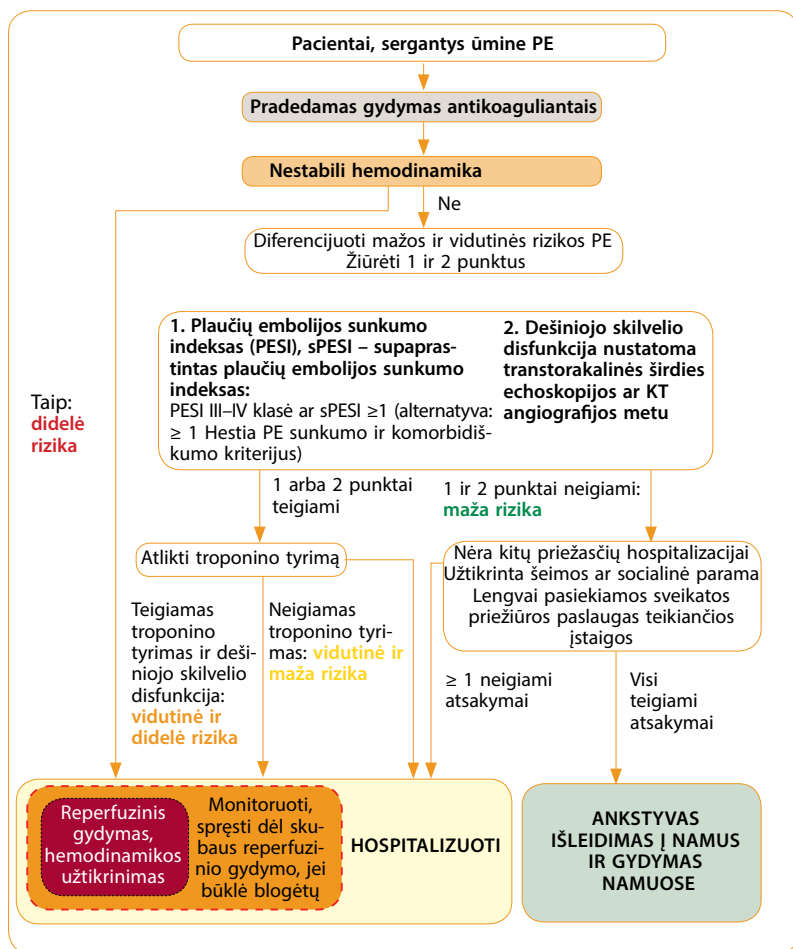 Pacientai, sergantys ūmine PE
Pradedamas gydymas antikoaguliantais
Nestabili hemodinamika
Ne
Diferencijuoti mažos ir vidutinės rizikos PE
Žiūrėti 1 ir 2 punktus
Taip:
didelė
rizika
1. Plaučių embolijos sunkumo
indeksas (PESI), sPESI – supapras-
tintas plaučių embolijos sunkumo
indeksas:
PESI III–IV klasė ar sPESI ≥1 (alternatyva:
≥ 1 Hestia PE sunkumo ir komorbidiš-
kumo kriterijus)
2. Dešiniojo skilvelio
disfunkcija nustatoma
transtorakalinės širdies
echoskopijos ar KT
angiografijos metu
1 arba 2 punktai
teigiami
1 ir 2 punktai neigiami:
maža rizika
Atlikti troponino tyrimą
Nėra kitų priežasčių hospitalizacijai
Užtikrinta šeimos ar socialinė parama
Lengvai pasiekiamos sveikatos
priežiūros paslaugas teikiančios
įstaigos
Teigiamas
troponino
tyrimas ir deši-
niojo skilvelio
disfunkcija:
vidutinė ir
didelė rizika
Neigiamas
troponino tyri-
mas: vidutinė ir
maža rizika
≥ 1 neigiami
atsakymai
Visi
teigiami
atsakymai
Reperfuzinis
gydymas,
hemodinamikos
užtikrinimas
Monitoruoti,
spręsti dėl sku-
baus reperfuzi-
nio gydymo, jei
būklė blogėtų
HOSPITALIZUOTI
ANKSTYVAS
IŠLEIDIMAS Į NAMUS
IR GYDYMAS
NAMUOSE